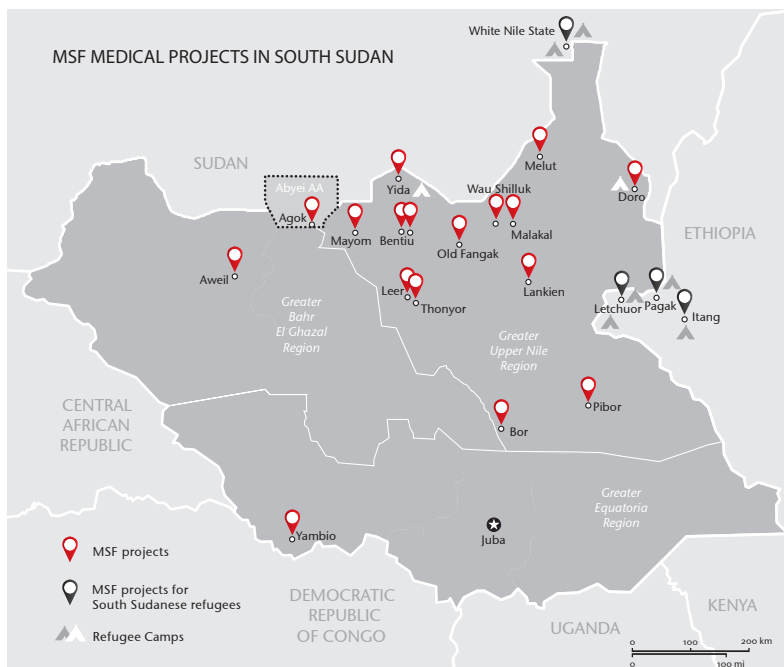 White Nile State
MSF MEDICAL PROJECTS IN SOUTH SUDAN
SUDAN
Melut
Abyei AA
Yida
Wau Shilluk
Doro
Agok
Mayom
Bentiu
Malakal
Old Fangak
ETHIOPIA
Aweil
Leer
Thonyor
Lankien
Letchuor
Pagak
Itang
Greater
Bahr
El Ghazal
Region
Greater
Upper Nile
Region
CENTRAL
AFRICAN
REPUBLIC
Pibor
Bor
Greater
Equatoria
Region
Yambio
Juba
MSF projects
MSF projects for
South Sudanese refugees
Refugee Camps
DEMOCRATIC
REPUBLIC
OF CONGO
UGANDA
KENYA
0 100 200 km
0 100 mi